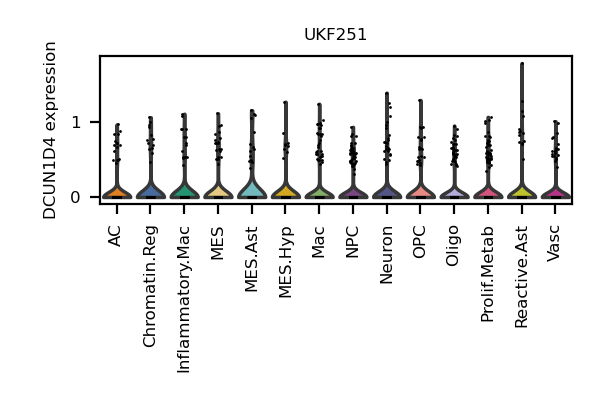 UKF251
DCUN1D4 expression
1
0
AC
Chromatin.Reg
Inflammatory.Mac
MES
MES.Ast
MES.Hyp
Mac
NPC
Neuron
OPC
Oligo
Prolif.Metab
Reactive.Ast
Vasc